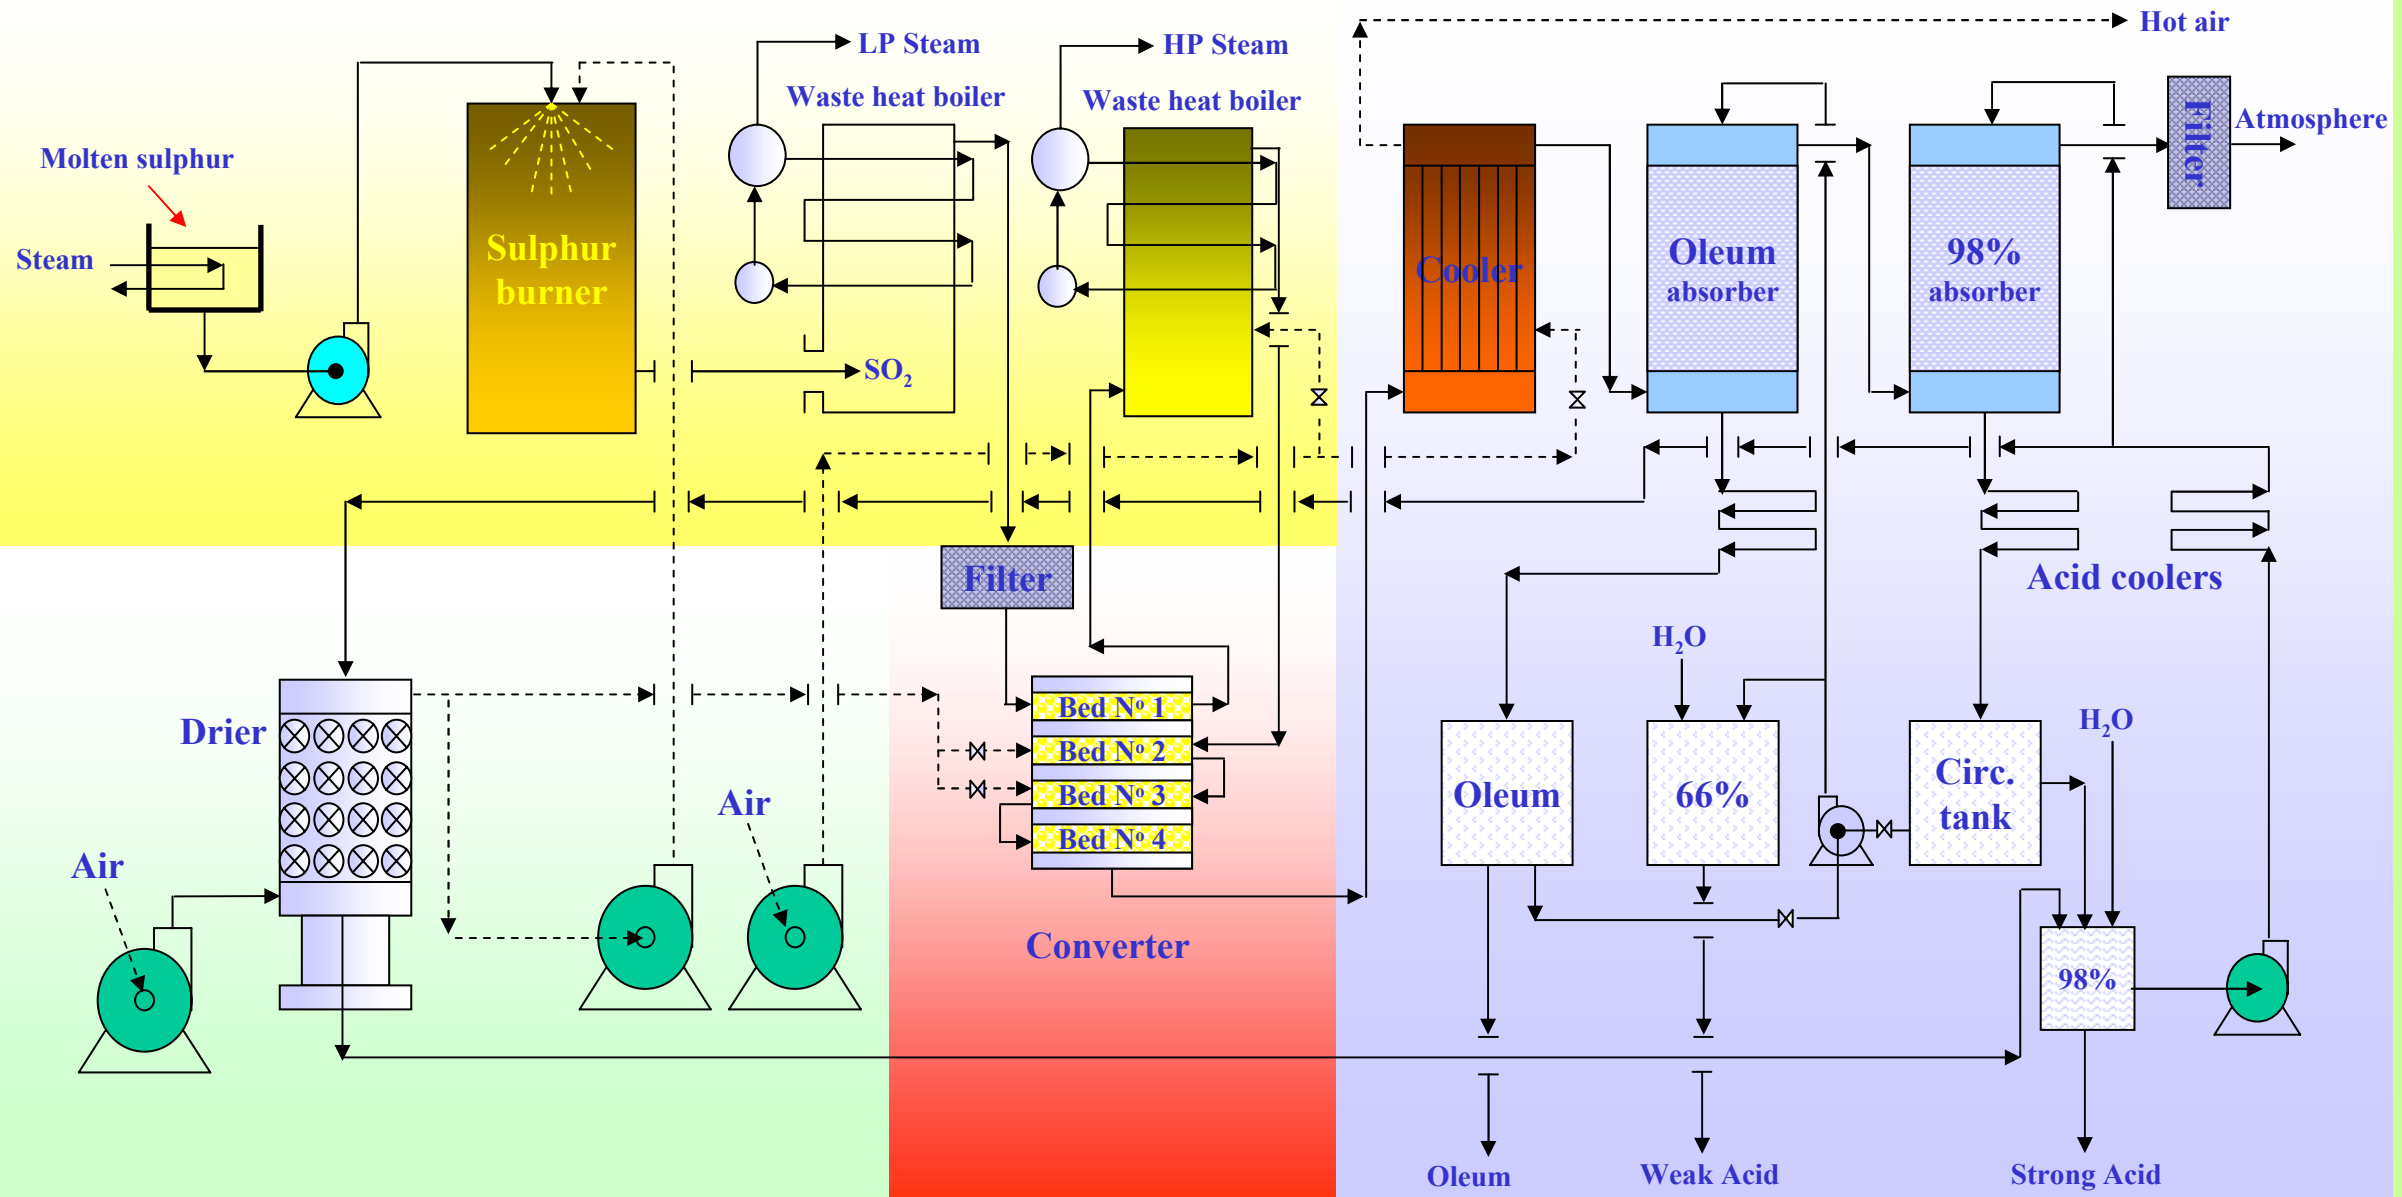 Hot air
LP Steam
HP Steam
Waste heat boiler
Waste heat boiler
Filter
Atmosphere
Molten sulphur
Steam
Sulphur
burner
Cooler
Oleum
absorber
98%
absorber
SO₂
Filter
Acid coolers
H₂O
H₂O
Drier
Bed Nº 1
Bed Nº 2
Bed Nº 3
Bed Nº 4
Air
Air
Oleum
66%
Circ.
tank
Converter
98%
Oleum
Weak Acid
Strong Acid